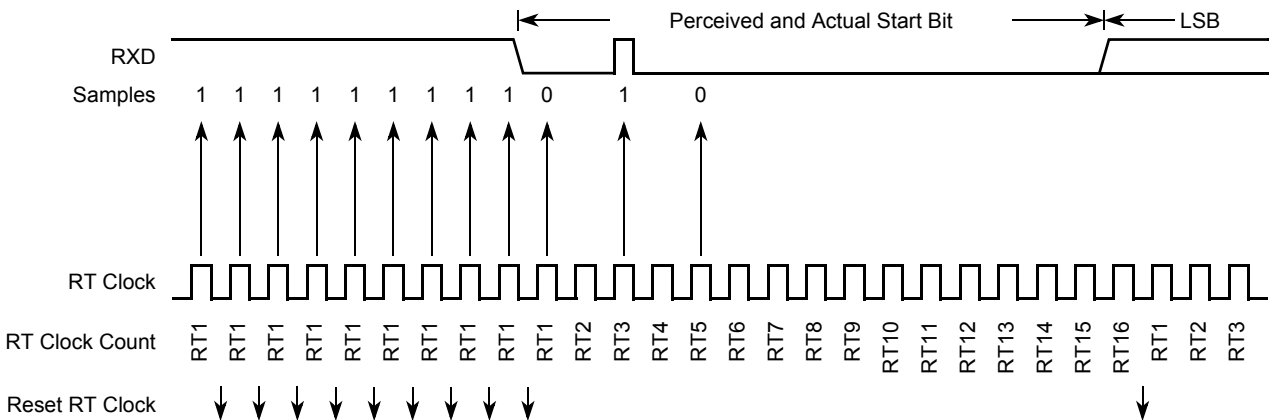 Perceived and Actual Start Bit
LSB
RXD
Samples 1 1 1 1 1 1 1 1 1 0 1 0
RT Clock
RT Clock Count RT1 RT1 RT1 RT1 RT1 RT1 RT1 RT1 RT1 RT1 RT2 RT3 RT4 RT5 RT6 RT7 RT8 RT9 RT10 RT11 RT12 RT13 RT14 RT15 RT16 RT1 RT2 RT3
Reset RT Clock